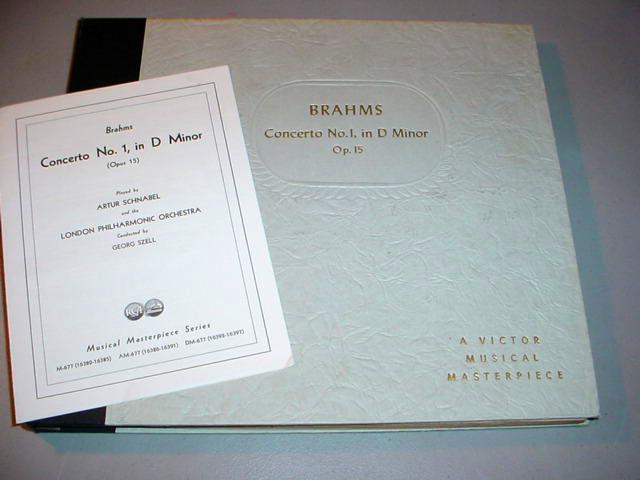 Brahms
Concerto No. 1, in D Minor
(Opus 15)
Played by
ARTUR SCHNABEL
and the
LONDON PHILHARMONIC ORCHESTRA
Conducted by
GEORG SZELL
RCA
Musical Masterpiece Series
M-677 (16380-16385) AM-677 (16386-16391) DM-677 (16392-16397)
BRAHMS
Concerto No.1, in D Minor
Op. 15
A VICTOR
MUSICAL
MASTERPIECE